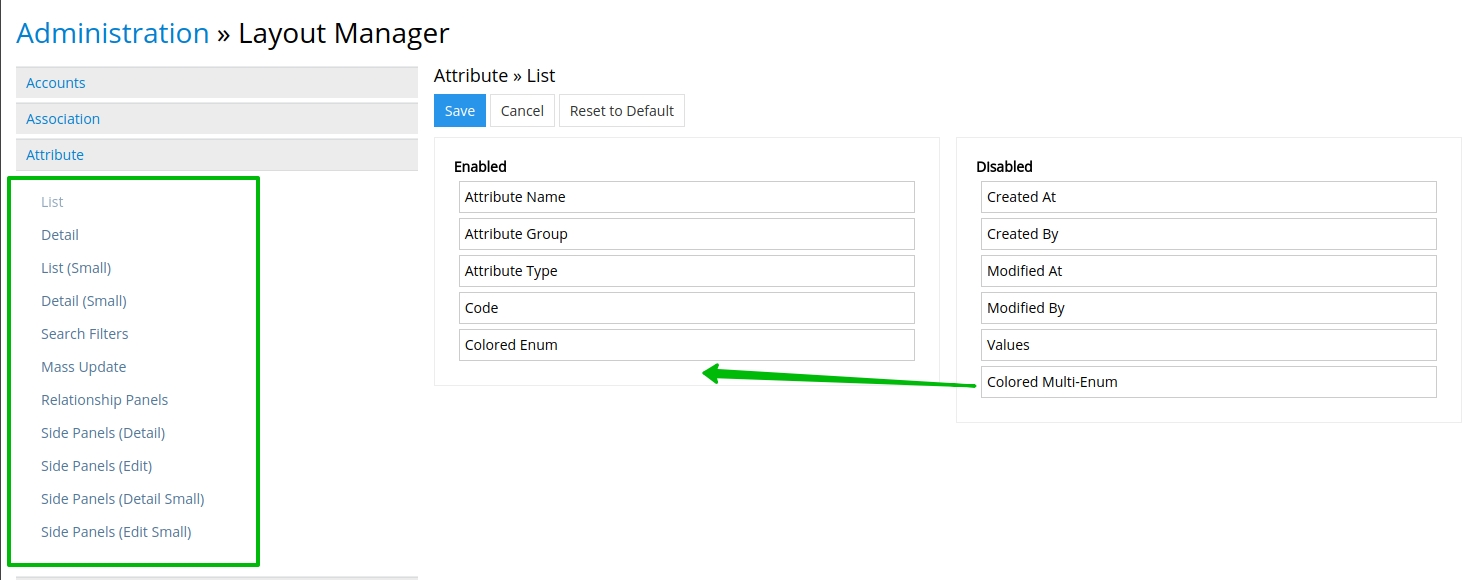 Administration » Layout Manager
Accounts
Association
Attribute
List
Detail
List (Small)
Detail (Small)
Search Filters
Mass Update
Relationship Panels
Side Panels (Detail)
Side Panels (Edit)
Side Panels (Detail Small)
Side Panels (Edit Small)
Attribute » List
Save Cancel Reset to Default
Enabled
Attribute Name
Attribute Group
Attribute Type
Code
Colored Enum
Disabled
Created At
Created By
Modified At
Modified By
Values
Colored Multi-Enum